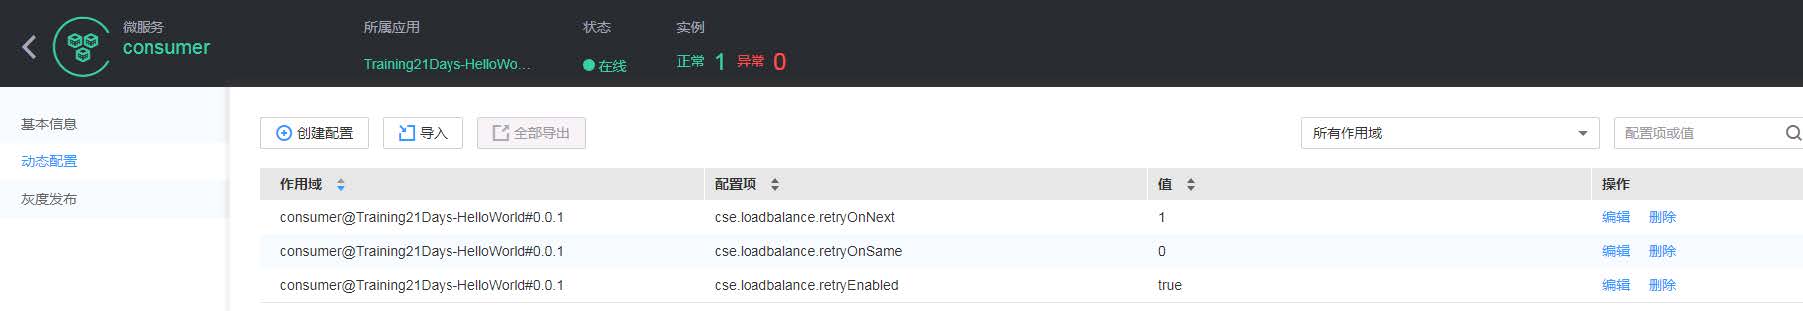 微服务 所属应用 状态 实例
consumer Training21Days-HelloWo... 在线 正常 1 异常 0
基本信息
动态配置
灰度发布
创建配置 导入 全部导出 所有作用域 配置项或值
作用域 配置项 值 操作
consumer@Training21Days-HelloWorld#0.0.1 cse.loadbalance.retryOnNext 1 编辑 删除
consumer@Training21Days-HelloWorld#0.0.1 cse.loadbalance.retryOnSame 0 编辑 删除
consumer@Training21Days-HelloWorld#0.0.1 cse.loadbalance.retryEnabled true 编辑 删除